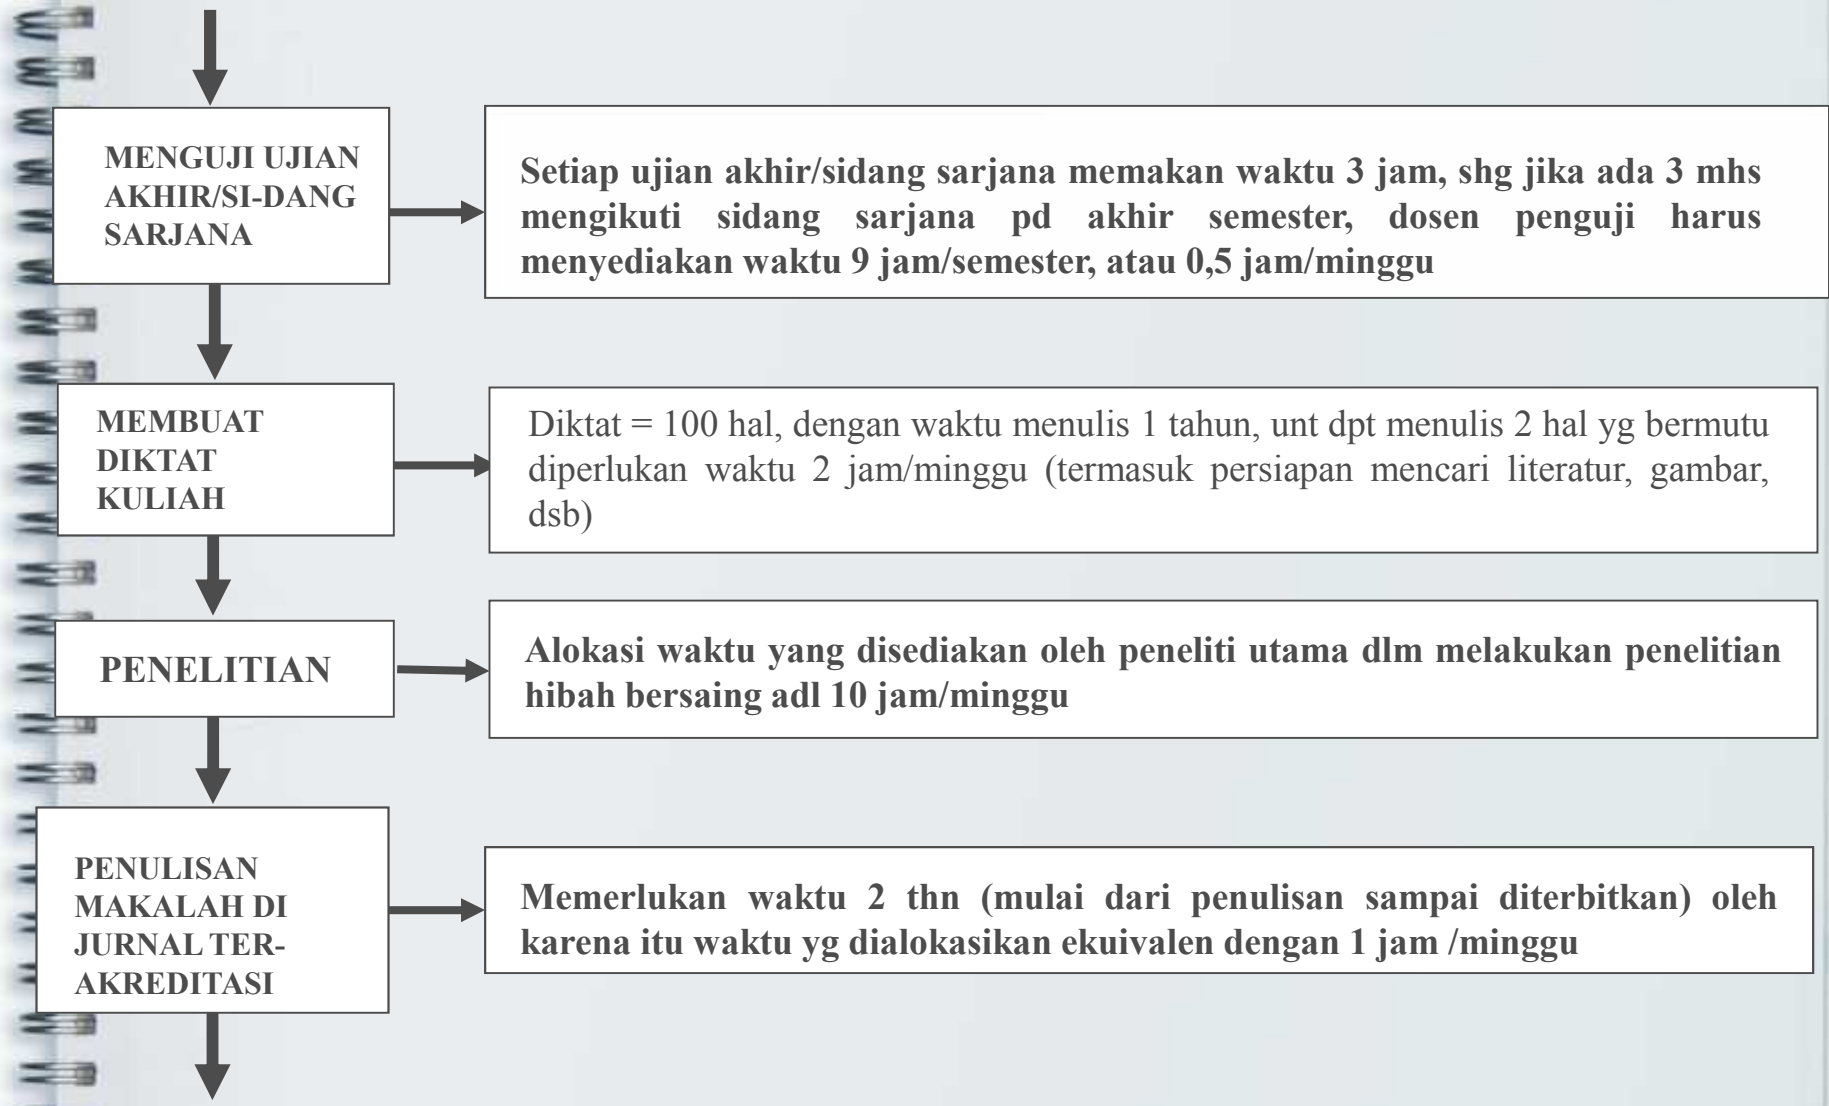 MENGUJI UJIAN
AKHIR/SI-DANG
SARJANA
Setiap ujian akhir/sidang sarjana memakan waktu 3 jam, shg jika ada 3 mhs
mengikuti sidang sarjana pd akhir semester, dosen penguji harus
menyediakan waktu 9 jam/semester, atau 0,5 jam/minggu
MEMBUAT
DIKTAT
KULIAH
Diktat = 100 hal, dengan waktu menulis 1 tahun, unt dpt menulis 2 hal yg bermutu
diperlukan waktu 2 jam/minggu (termasuk persiapan mencari literatur, gambar,
dsb)
PENELITIAN
Alokasi waktu yang disediakan oleh peneliti utama dlm melakukan penelitian
hibah bersaing adl 10 jam/minggu
PENULISAN
MAKALAH DI
JURNAL TER-
AKREDITASI
Memerlukan waktu 2 thn (mulai dari penulisan sampai diterbitkan) oleh
karena itu waktu yg dialokasikan ekuivalen dengan 1 jam /minggu